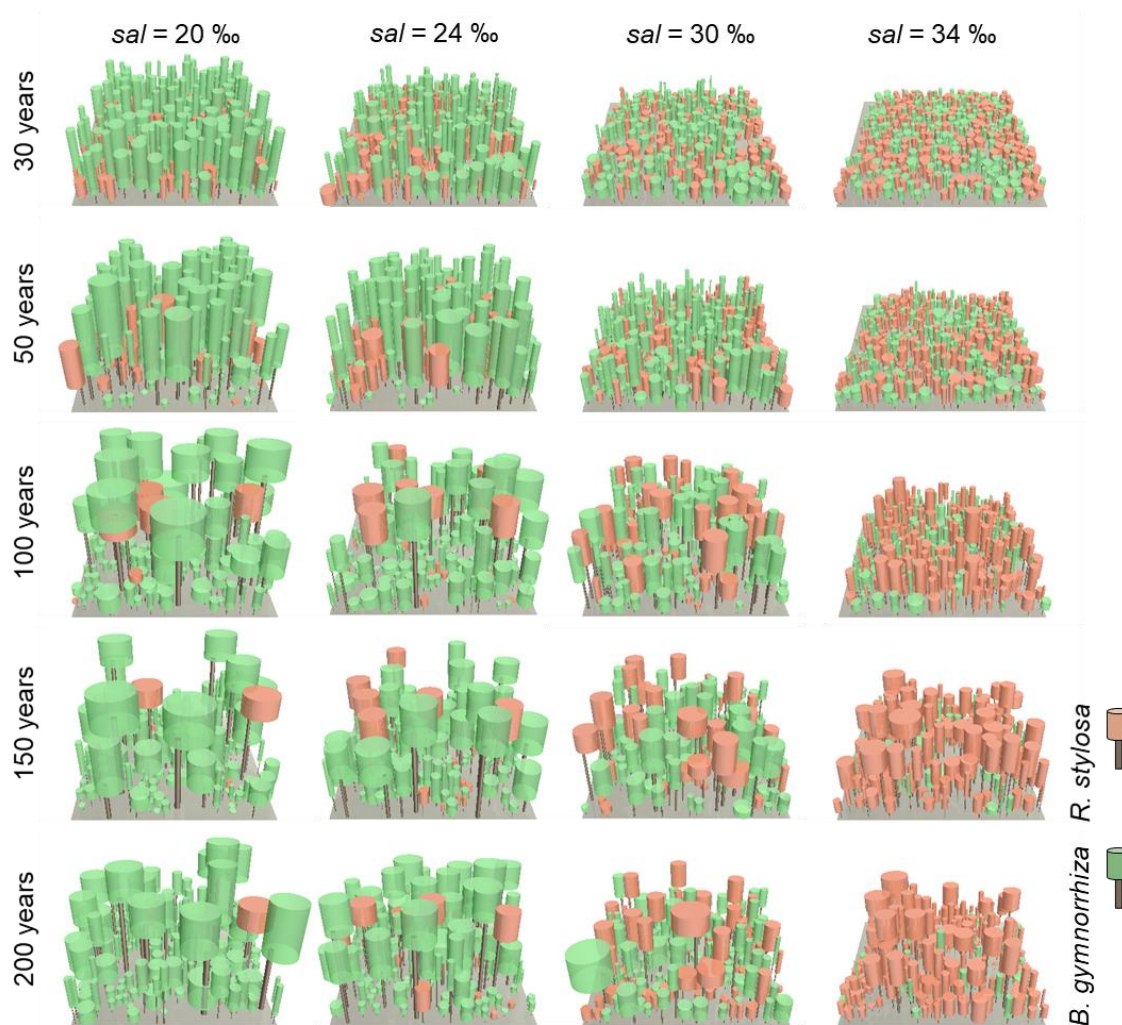 sal = 20 ‰
sal = 24 ‰
sal = 30 ‰
sal = 34 ‰
30 years
50 years
100 years
150 years
200 years
R. stylosa
B. gymnorrhiza